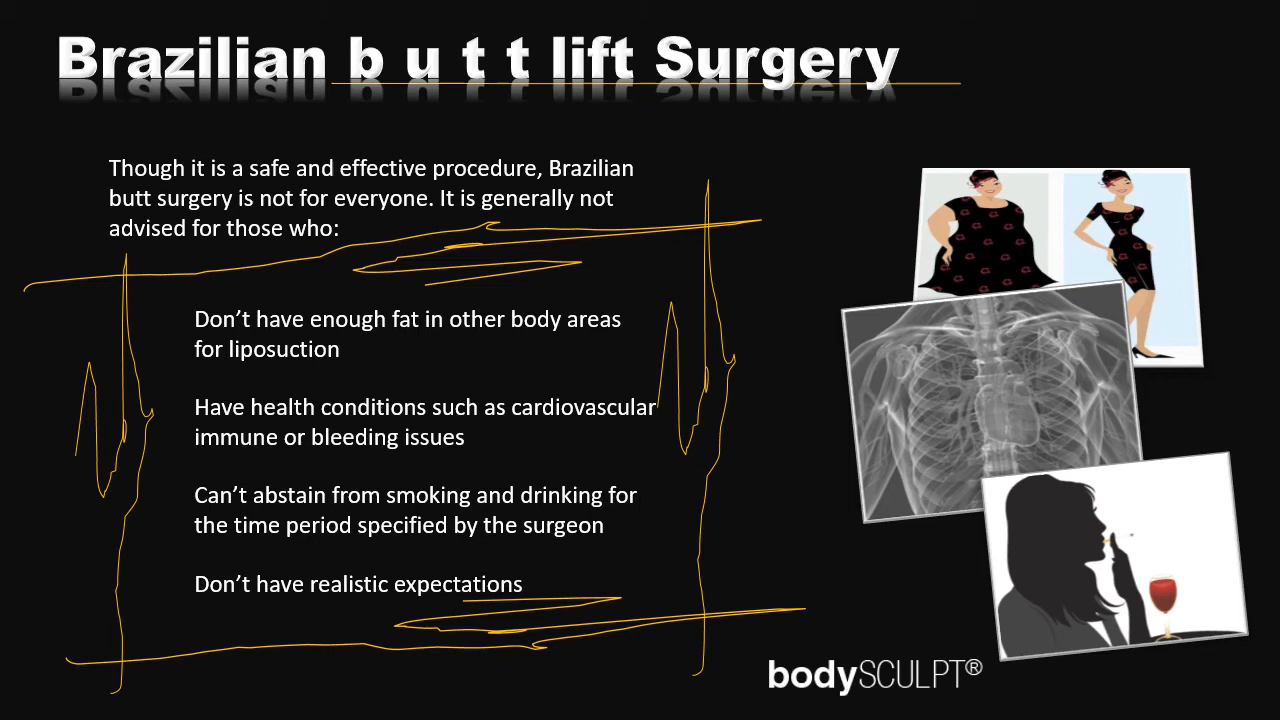 Brazilian b u t t lift Surgery
Though it is a safe and effective procedure, Brazilian
butt surgery is not for everyone. It is generally not
advised for those who:
Don’t have enough fat in other body areas
for liposuction
Have health conditions such as cardiovascular
immune or bleeding issues
Can’t abstain from smoking and drinking for
the time period specified by the surgeon
Don’t have realistic expectations
bodySCULPT®